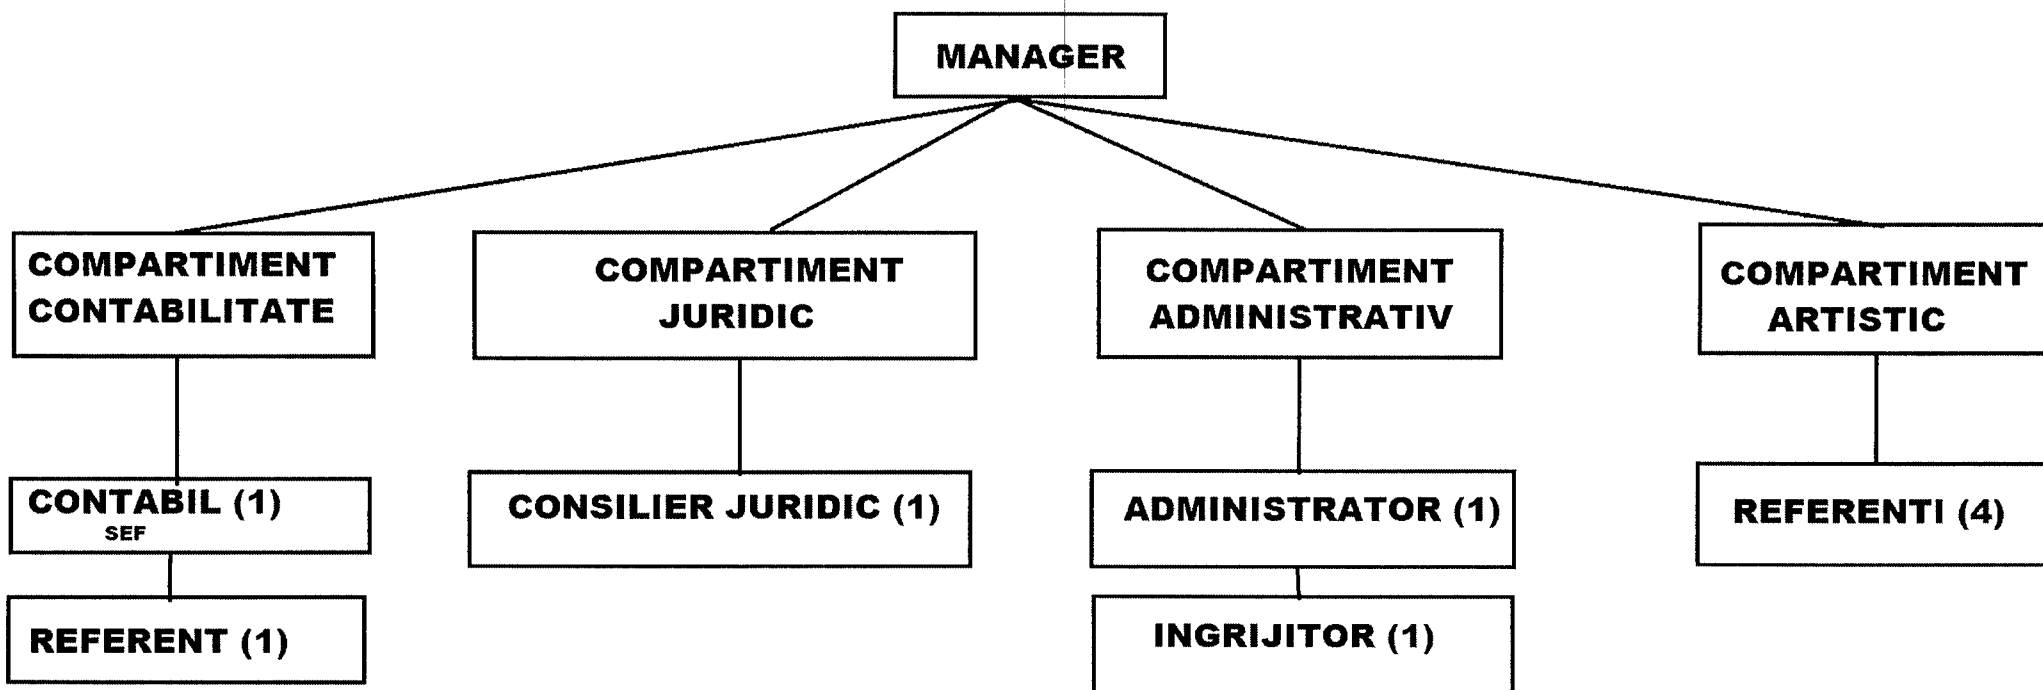 MANAGER
COMPARTIMENT
CONTABILITATE
COMPARTIMENT
JURIDIC
COMPARTIMENT
ADMINISTRATIV
COMPARTIMENT
ARTISTIC
CONTABIL (1)
SEF
CONSILIER JURIDIC (1)
ADMINISTRATOR (1)
REFERENTI (4)
REFERENT (1)
INGRIJITOR (1)